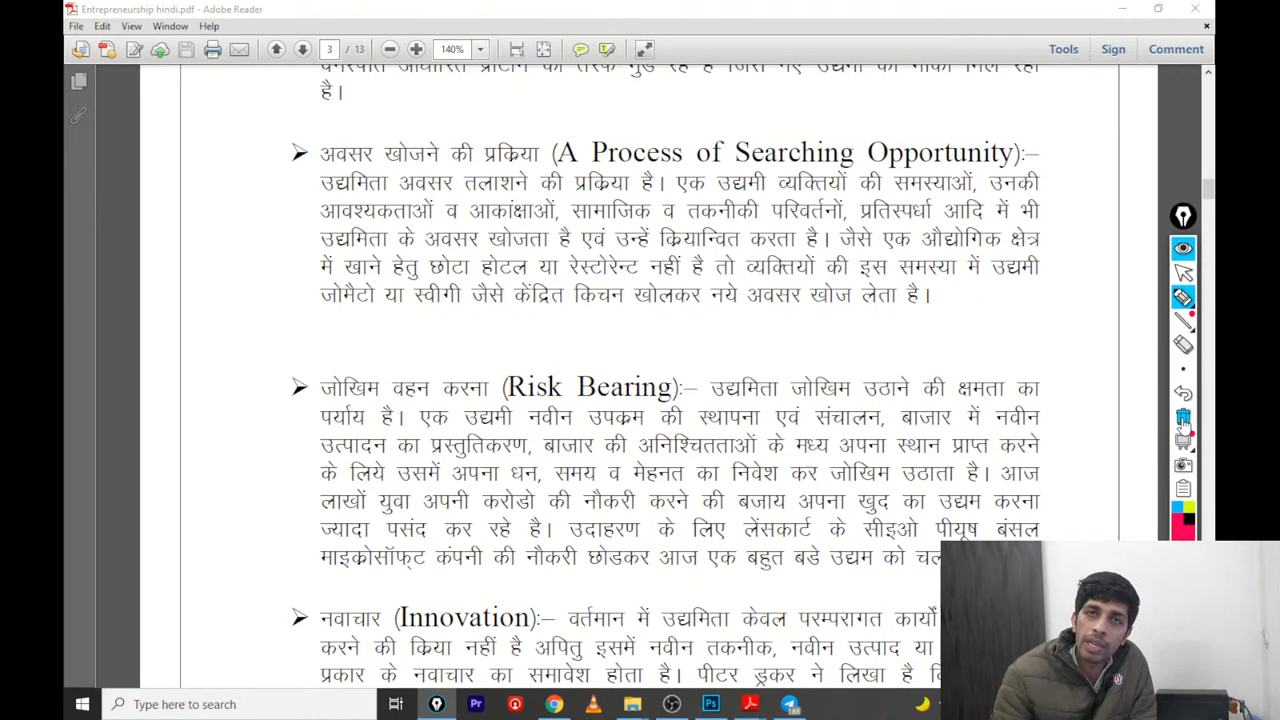 Entrepreneurship hindi.pdf - Adobe Reader
File Edit View Window Help
3 / 13 140% Tools Sign Comment
है।
➢ अवसर खोजने की प्रक्रिया (A Process of Searching Opportunity):–
उद्यमिता अवसर तलाशने की प्रक्रिया है। एक उद्यमी व्यक्तियों की समस्याओं, उनकी
आवश्यकताओं व आकांक्षाओं, सामाजिक व तकनीकी परिवर्तनों, प्रतिस्पर्धा आदि में भी
उद्यमिता के अवसर खोजता है एवं उन्हें क्रियान्वित करता है। जैसे एक औद्योगिक क्षेत्र
में खाने हेतु छोटा होटल या रेस्टोरेन्ट नहीं है तो व्यक्तियों की इस समस्या में उद्यमी
जोमैटो या स्वीगी जैसे केंद्रित किचन खोलकर नये अवसर खोज लेता है।
➢ जोखिम वहन करना (Risk Bearing):– उद्यमिता जोखिम उठाने की क्षमता का
पर्याय है। एक उद्यमी नवीन उपक्रम की स्थापना एवं संचालन, बाजार में नवीन
उत्पादन का प्रस्तुतिकरण, बाजार की अनिश्चितताओं के मध्य अपना स्थान प्राप्त करने
के लिये उसमें अपना धन, समय व मेहनत का निवेश कर जोखिम उठाता है। आज
लाखों युवा अपनी करोडो की नौकरी करने की बजाय अपना खुद का उद्यम करना
ज्यादा पसंद कर रहे है। उदाहरण के लिए लेंसकार्ट के सीइओ पीयूष बंसल
माइक्रोसॉफ्ट कंपनी की नौकरी छोडकर आज एक बहुत बडे उद्यम को
➢ नवाचार (Innovation):– वर्तमान में उद्यमिता केवल परम्परागत कार्यों
करने की क्रिया नहीं है अपितु इसमें नवीन तकनीक, नवीन उत्पाद या
प्रकार के नवाचार का समावेश होता है। पीटर ड्रकर ने लिखा है
Type here to search